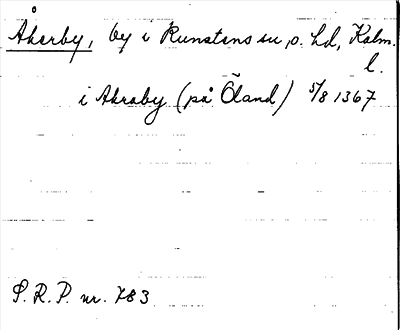 Åkerby, by i Runstens sn, o. hd, Kalm.
l.
i Akraby (på Öland) 5/8 1367
S.R.P. nr. 783